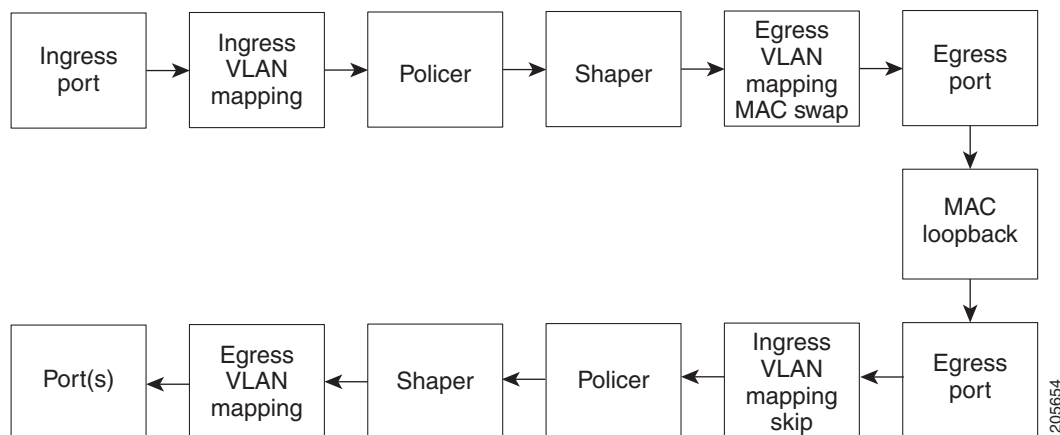 Ingress
port
Ingress
VLAN
mapping
Policer
Shaper
Egress
VLAN
mapping
MAC swap
Egress
port
MAC
loopback
Port(s)
Egress
VLAN
mapping
Shaper
Policer
Ingress
VLAN
mapping
skip
Egress
port
205654